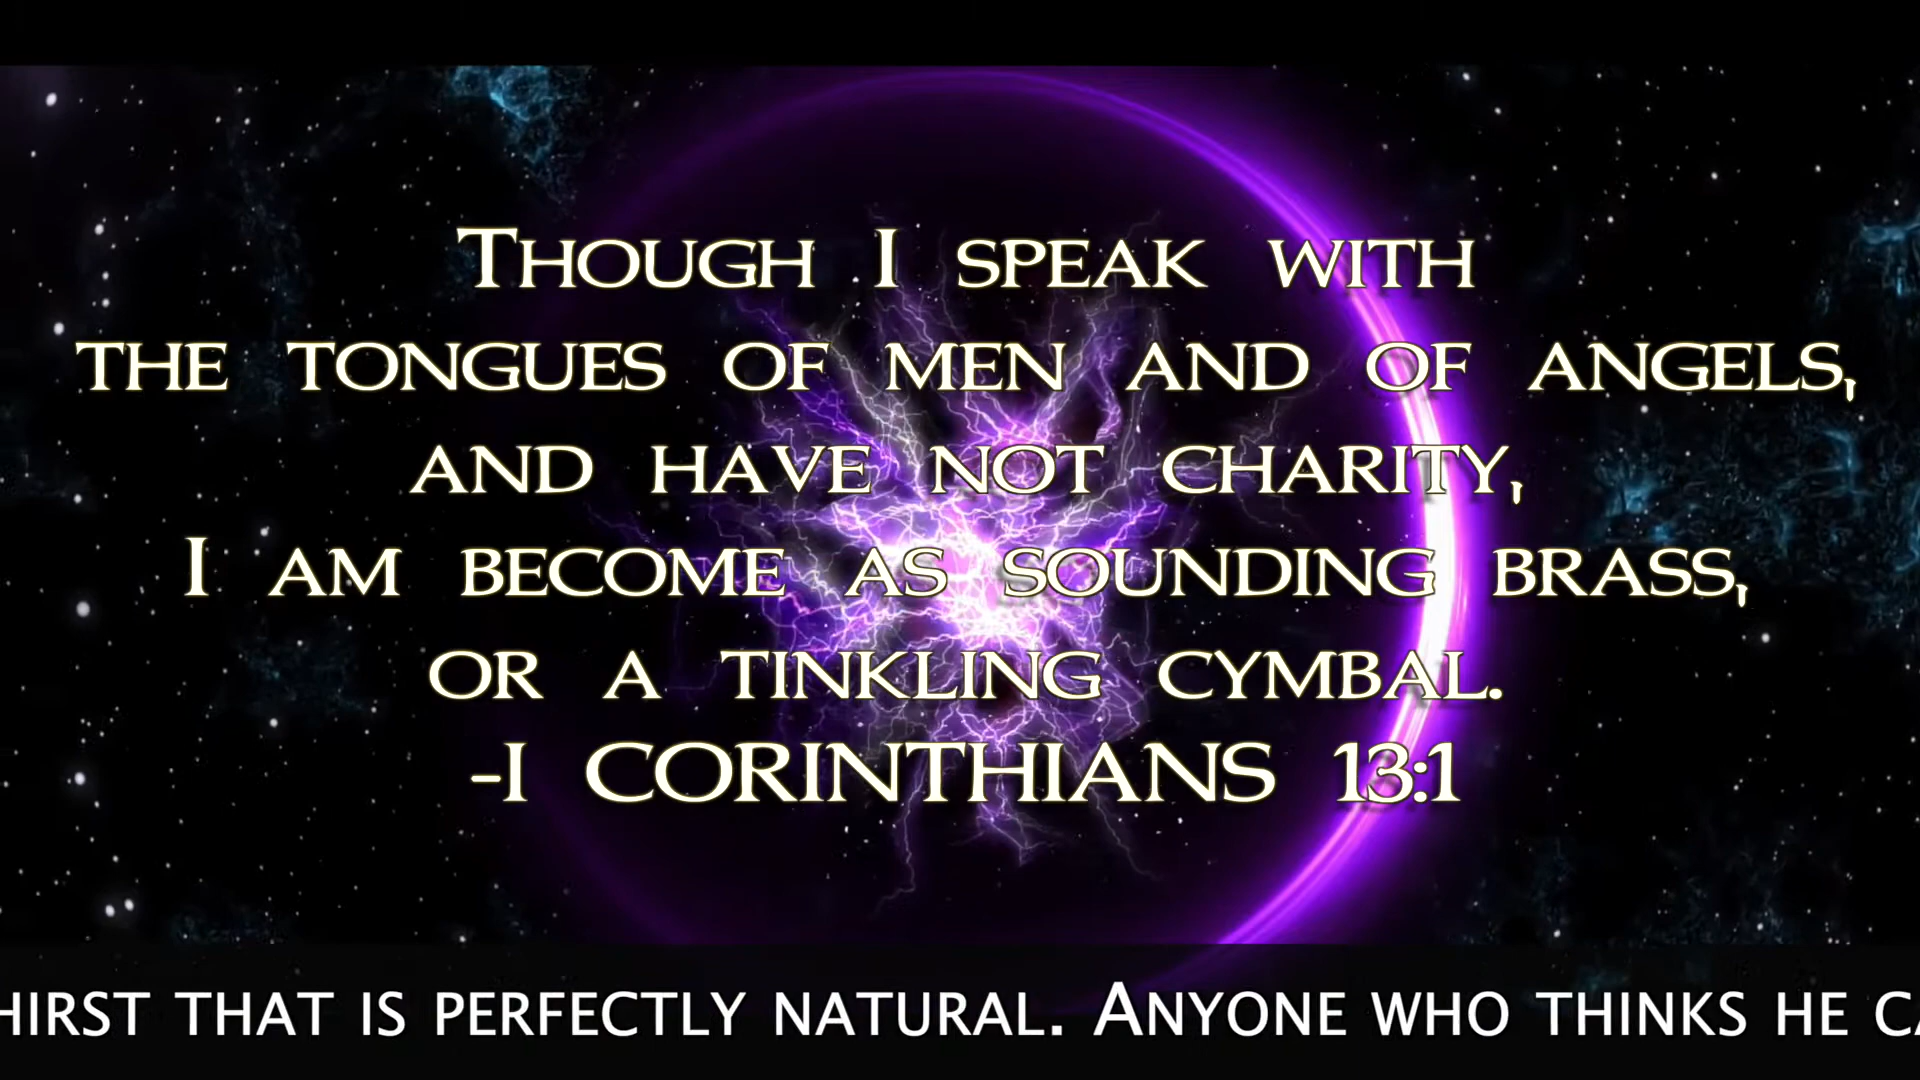 Though I speak with
the tongues of men and of angels,
and have not charity,
I am become as sounding brass,
or a tinkling cymbal.
-I CORINTHIANS 13:1
that is perfectly natural. Anyone who thinks he